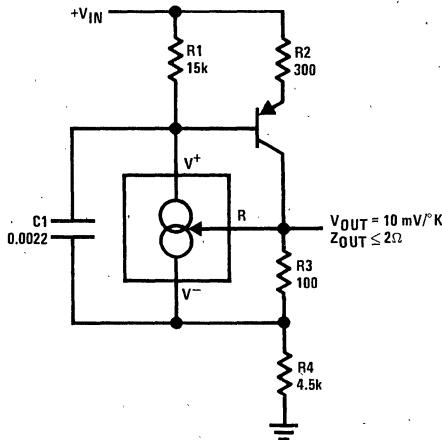 +VIN
R1
15k
R2
300
V+
C1
0.0022
R
VOUT = 10 mV/°K
ZOUT ≤ 2Ω
R3
100
V−
R4
4.5k